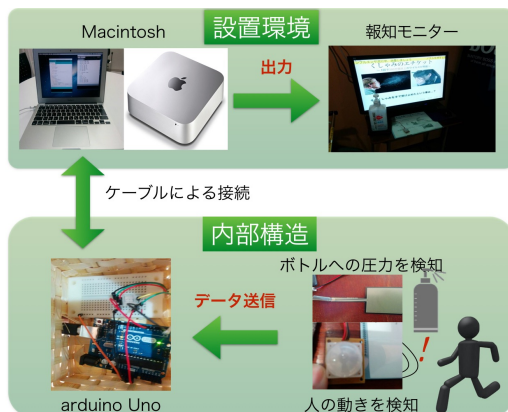 設置環境
Macintosh
報知モニター
出力
ケーブルによる接続
内部構造
ボトルへの圧力を検知
データ送信
!
arduino Uno
人の動きを検知